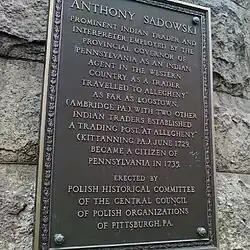 ANTHONY SADOWSKI
PROMINENT INDIAN TRADER AND
INTERPRETER EMPLOYED BY THE
PROVINCIAL GOVERNOR OF
PENNSYLVANIA AS AN INDIAN
AGENT IN THE WESTERN
COUNTRY AS A TRADER
TRAVELLED "TO ALLEGHENY"
AS FAR AS LOGSTOWN,
(AMBRIDGE, PA.), WITH TWO OTHER
INDIAN TRADERS ESTABLISHED
A TRADING POST, AT ALLEGHENY
(KITTANNING PA.), JUNE 1729.
BECAME A CITIZEN OF
PENNSYLVANIA IN 1735.
ERECTED BY
POLISH HISTORICAL COMMITTEE
OF THE CENTRAL COUNCIL
OF POLISH ORGANIZATIONS
OF PITTSBURGH, PA.